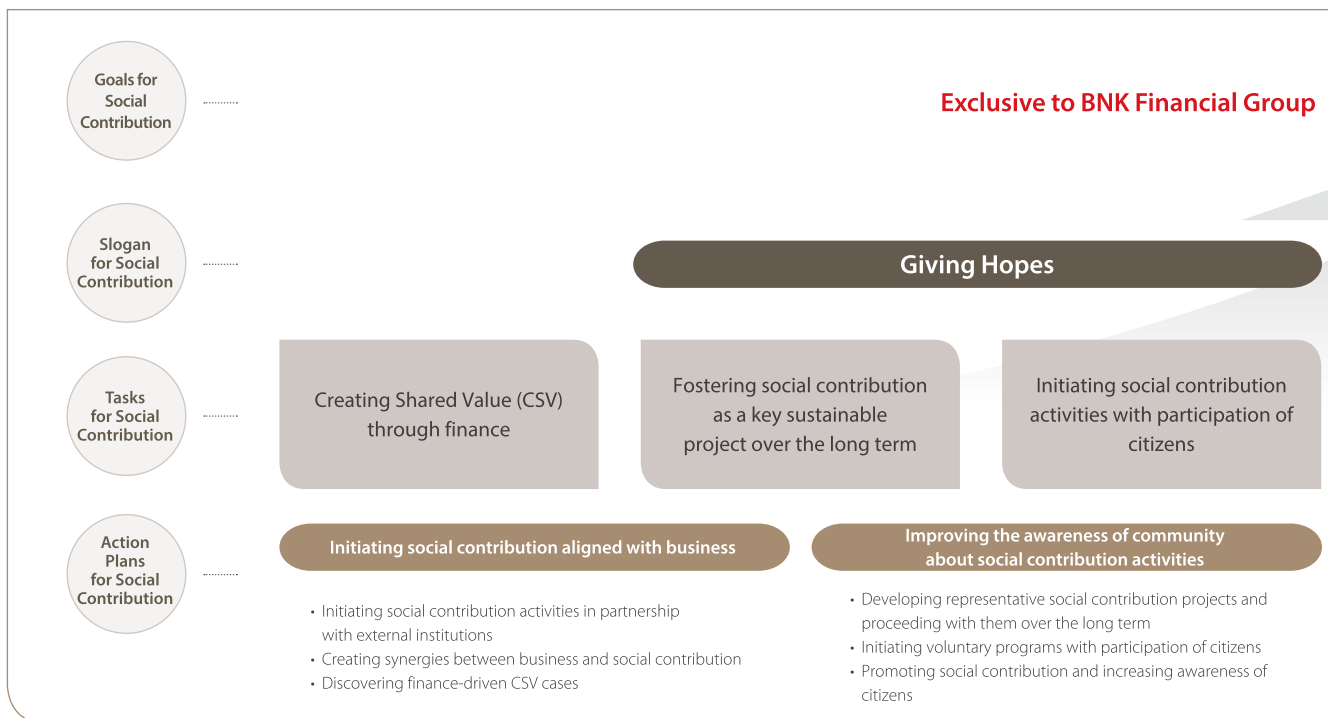 Goals for
Social
Contribution
Exclusive to BNK Financial Group
Slogan
for Social
Contribution
Giving Hopes
Tasks
for Social
Contribution
Creating Shared Value (CSV)
through finance
Fostering social contribution
as a key sustainable
project over the long term
Initiating social contribution
activities with participation of
citizens
Action
Plans
for Social
Contribution
Initiating social contribution aligned with business
• Initiating social contribution activities in partnership
with external institutions
• Creating synergies between business and social contribution
• Discovering finance-driven CSV cases
Improving the awareness of community
about social contribution activities
• Developing representative social contribution projects and
proceeding with them over the long term
• Initiating voluntary programs with participation of citizens
• Promoting social contribution and increasing awareness of
citizens